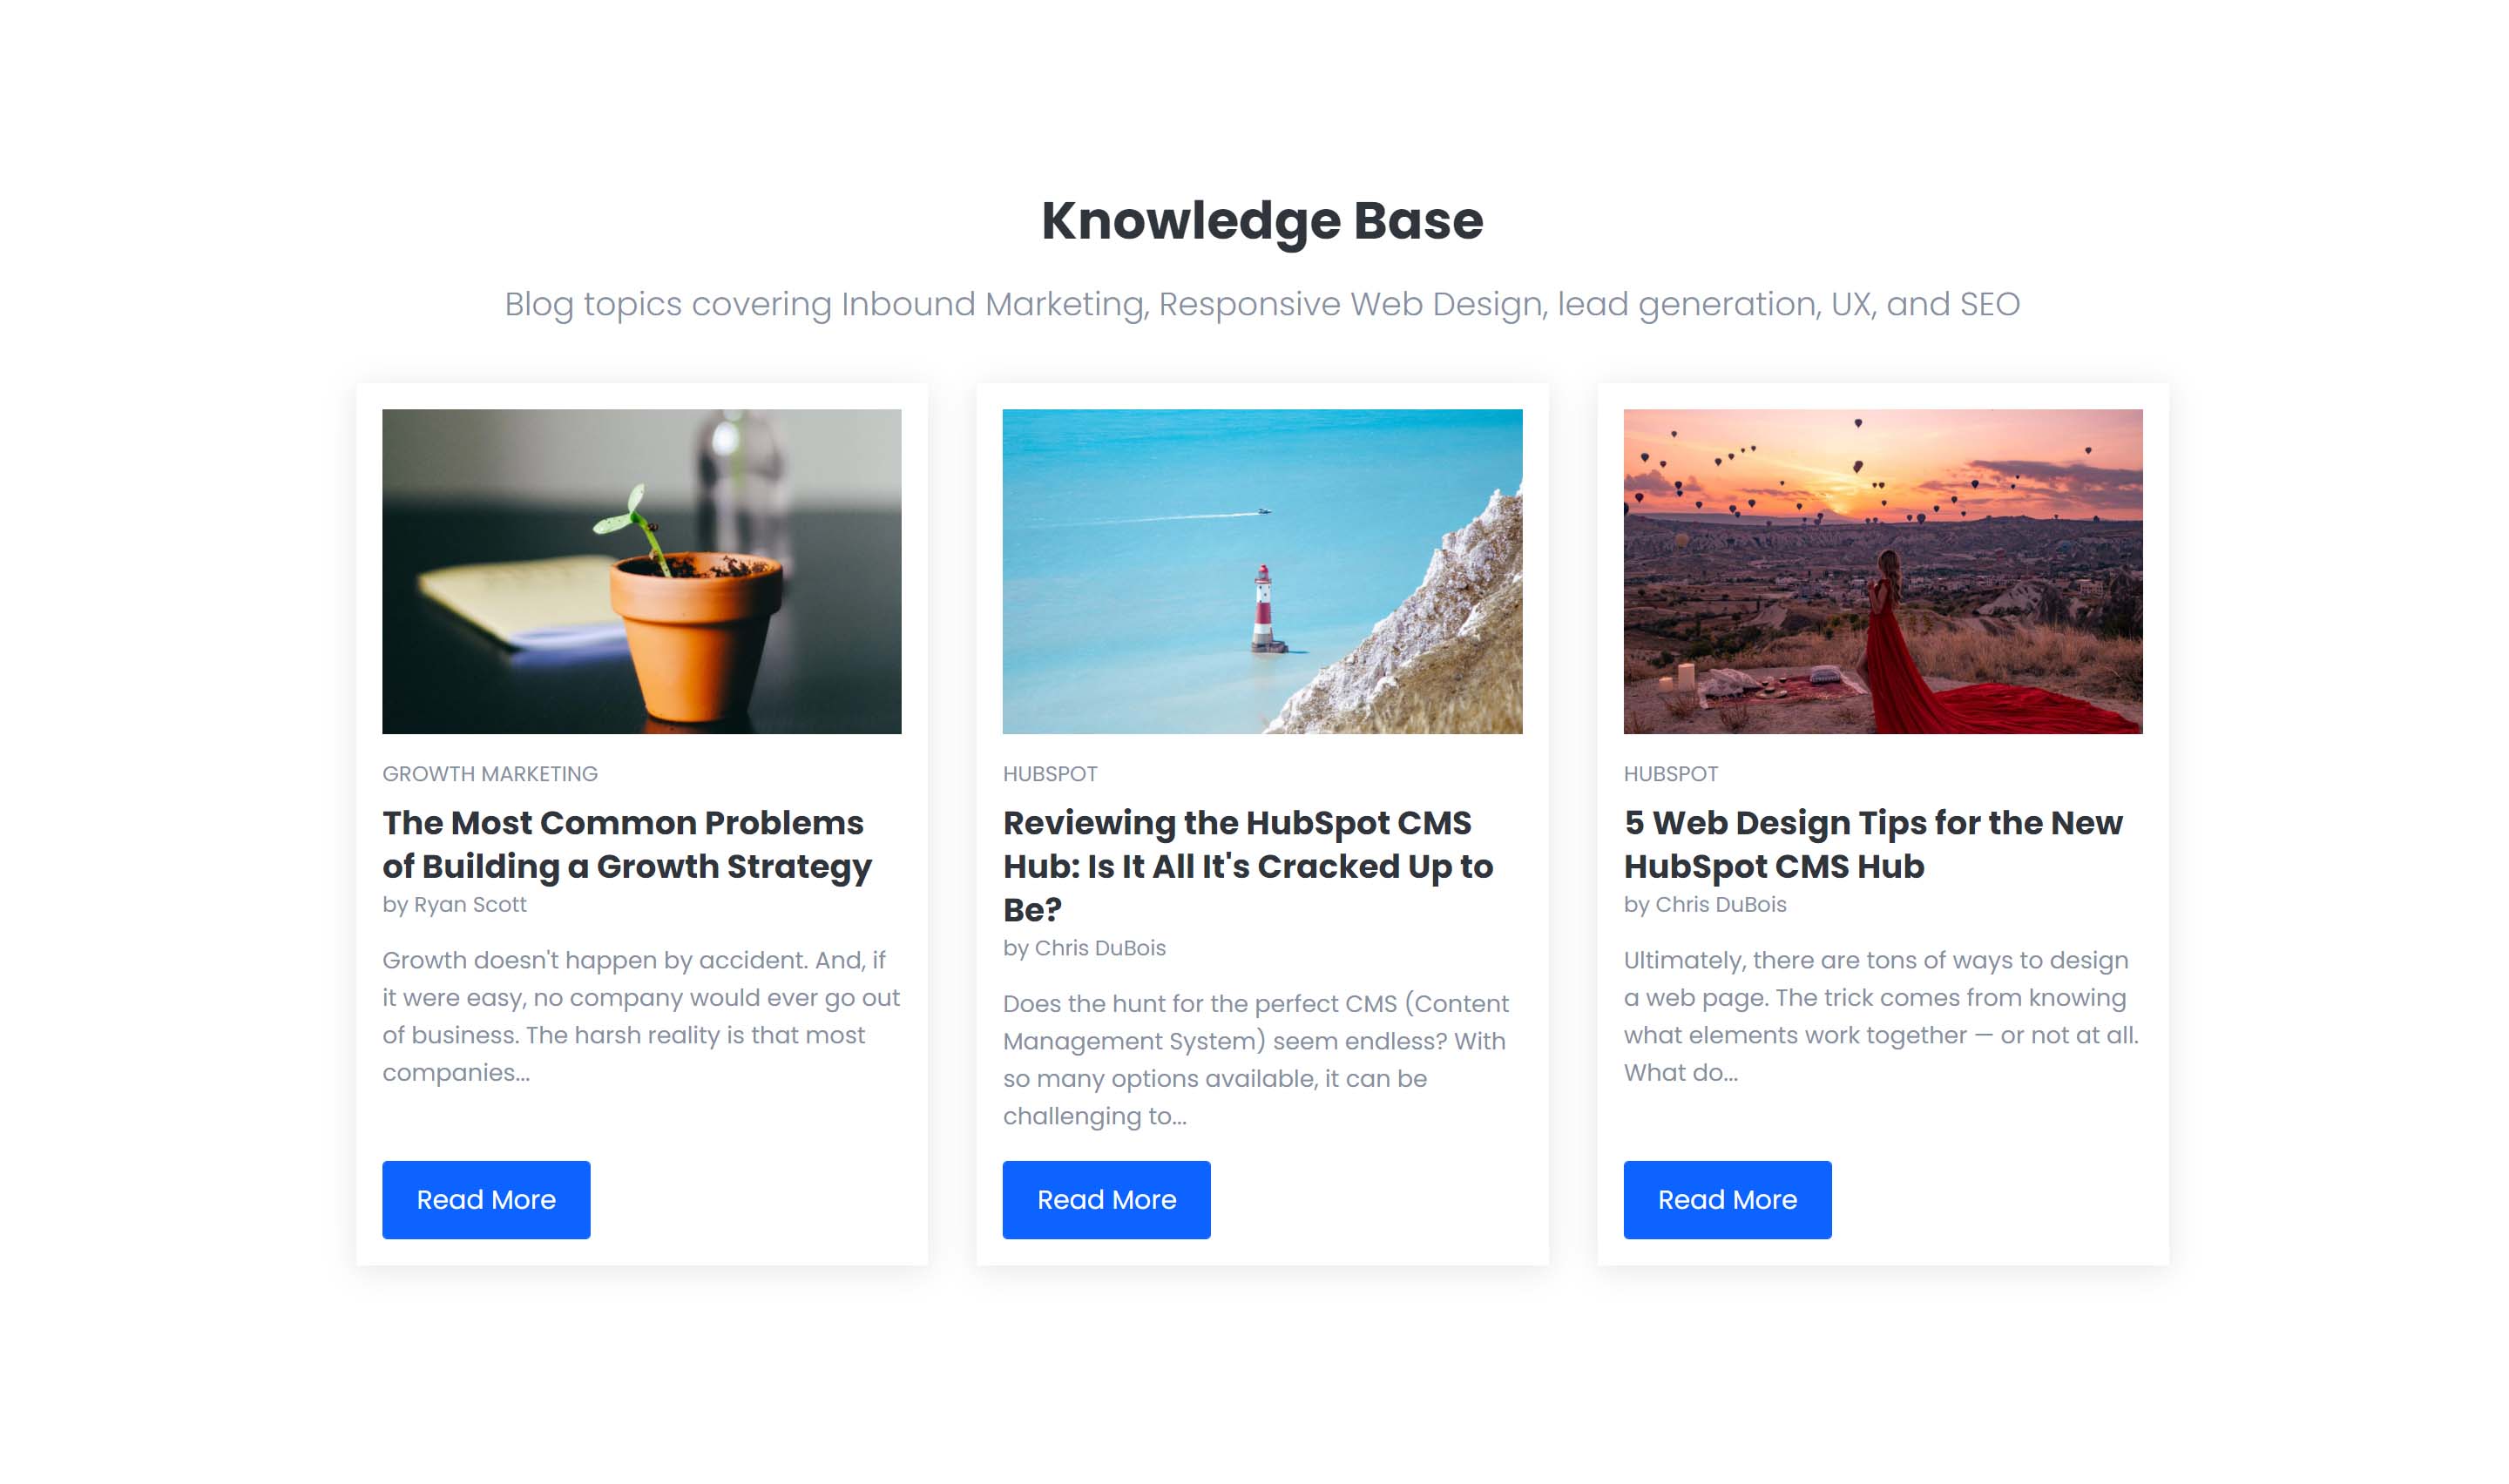 Knowledge Base
Blog topics covering Inbound Marketing, Responsive Web Design, lead generation, UX, and SEO
GROWTH MARKETING
The Most Common Problems
of Building a Growth Strategy
by Ryan Scott
Growth doesn't happen by accident. And, if
it were easy, no company would ever go out
of business. The harsh reality is that most
companies...
Read More
HUBSPOT
Reviewing the HubSpot CMS
Hub: Is It All It's Cracked Up to
Be?
by Chris DuBois
Does the hunt for the perfect CMS (Content
Management System) seem endless? With
so many options available, it can be
challenging to...
Read More
HUBSPOT
5 Web Design Tips for the New
HubSpot CMS Hub
by Chris DuBois
Ultimately, there are tons of ways to design
a web page. The trick comes from knowing
what elements work together — or not at all.
What do...
Read More